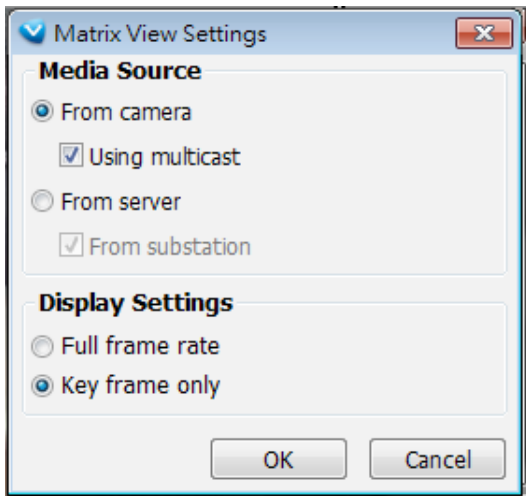 Matrix View Settings
Media Source
From camera
Using multicast
From server
From substation
Display Settings
Full frame rate
Key frame only
OK
Cancel